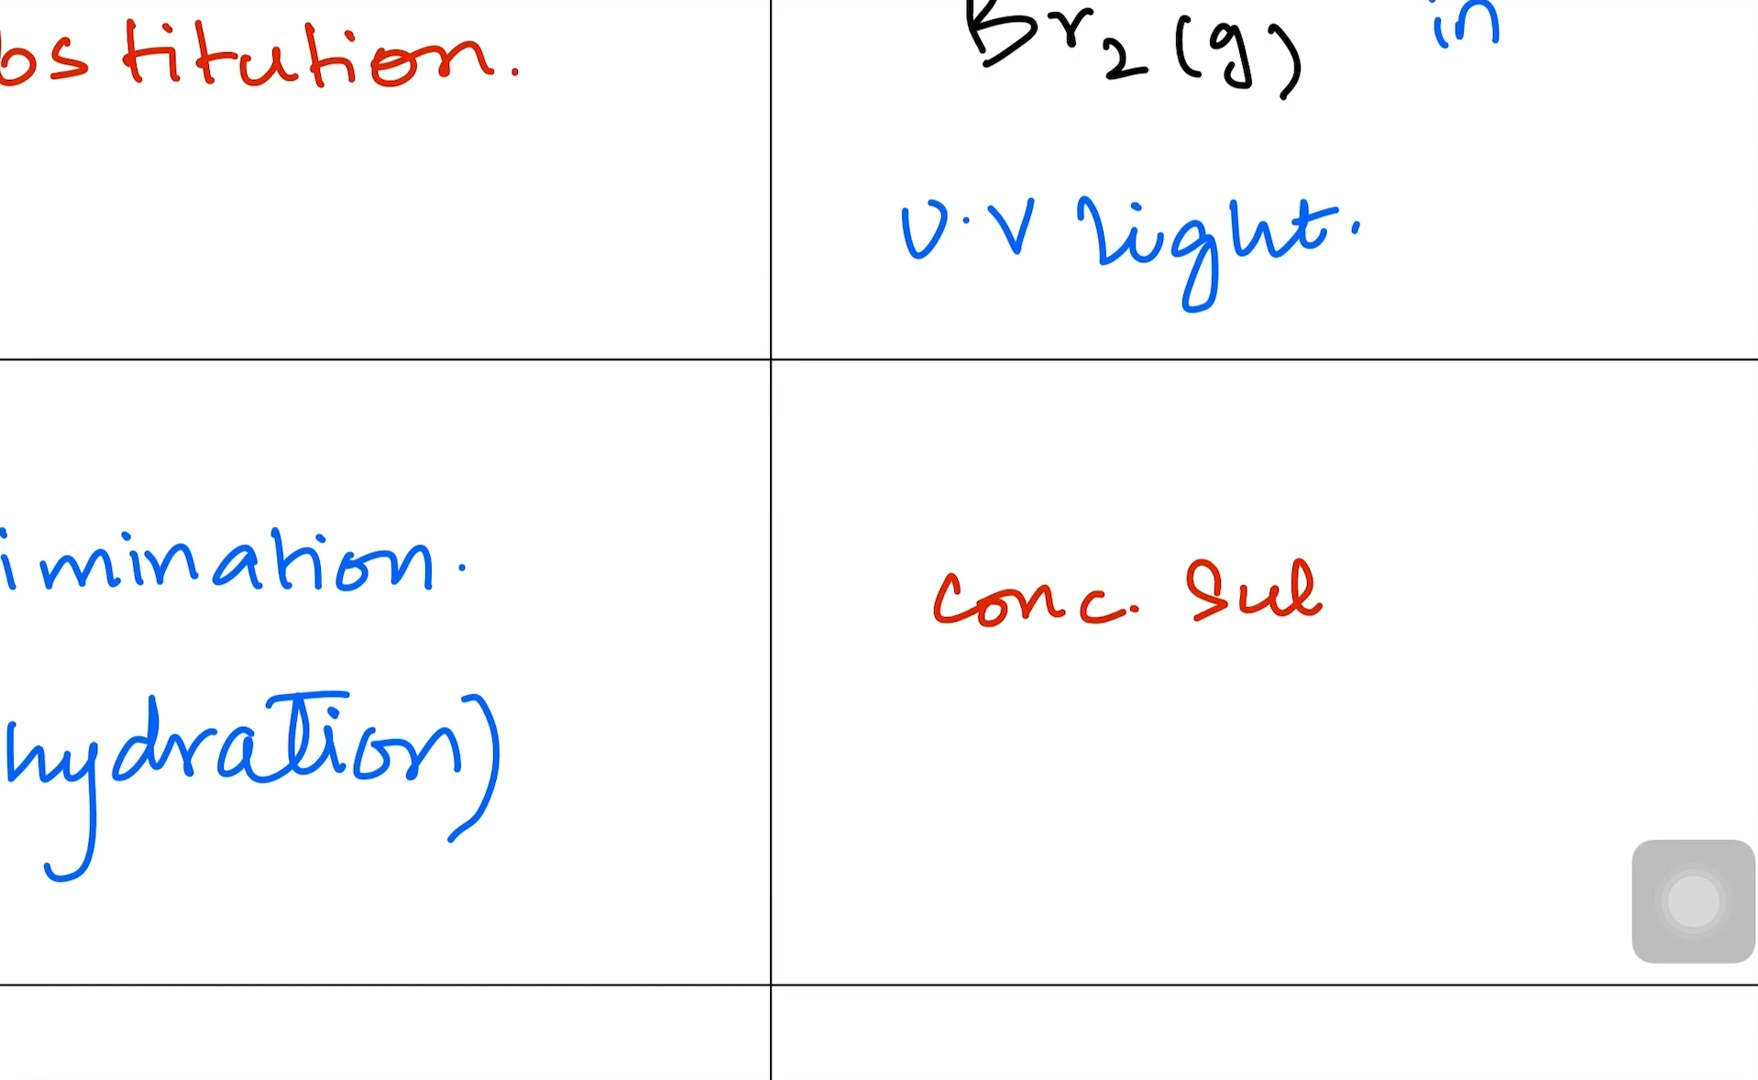 bstitution.
Br2 (g) in
U.V light.
imination.
hydration)
Conc. Sul